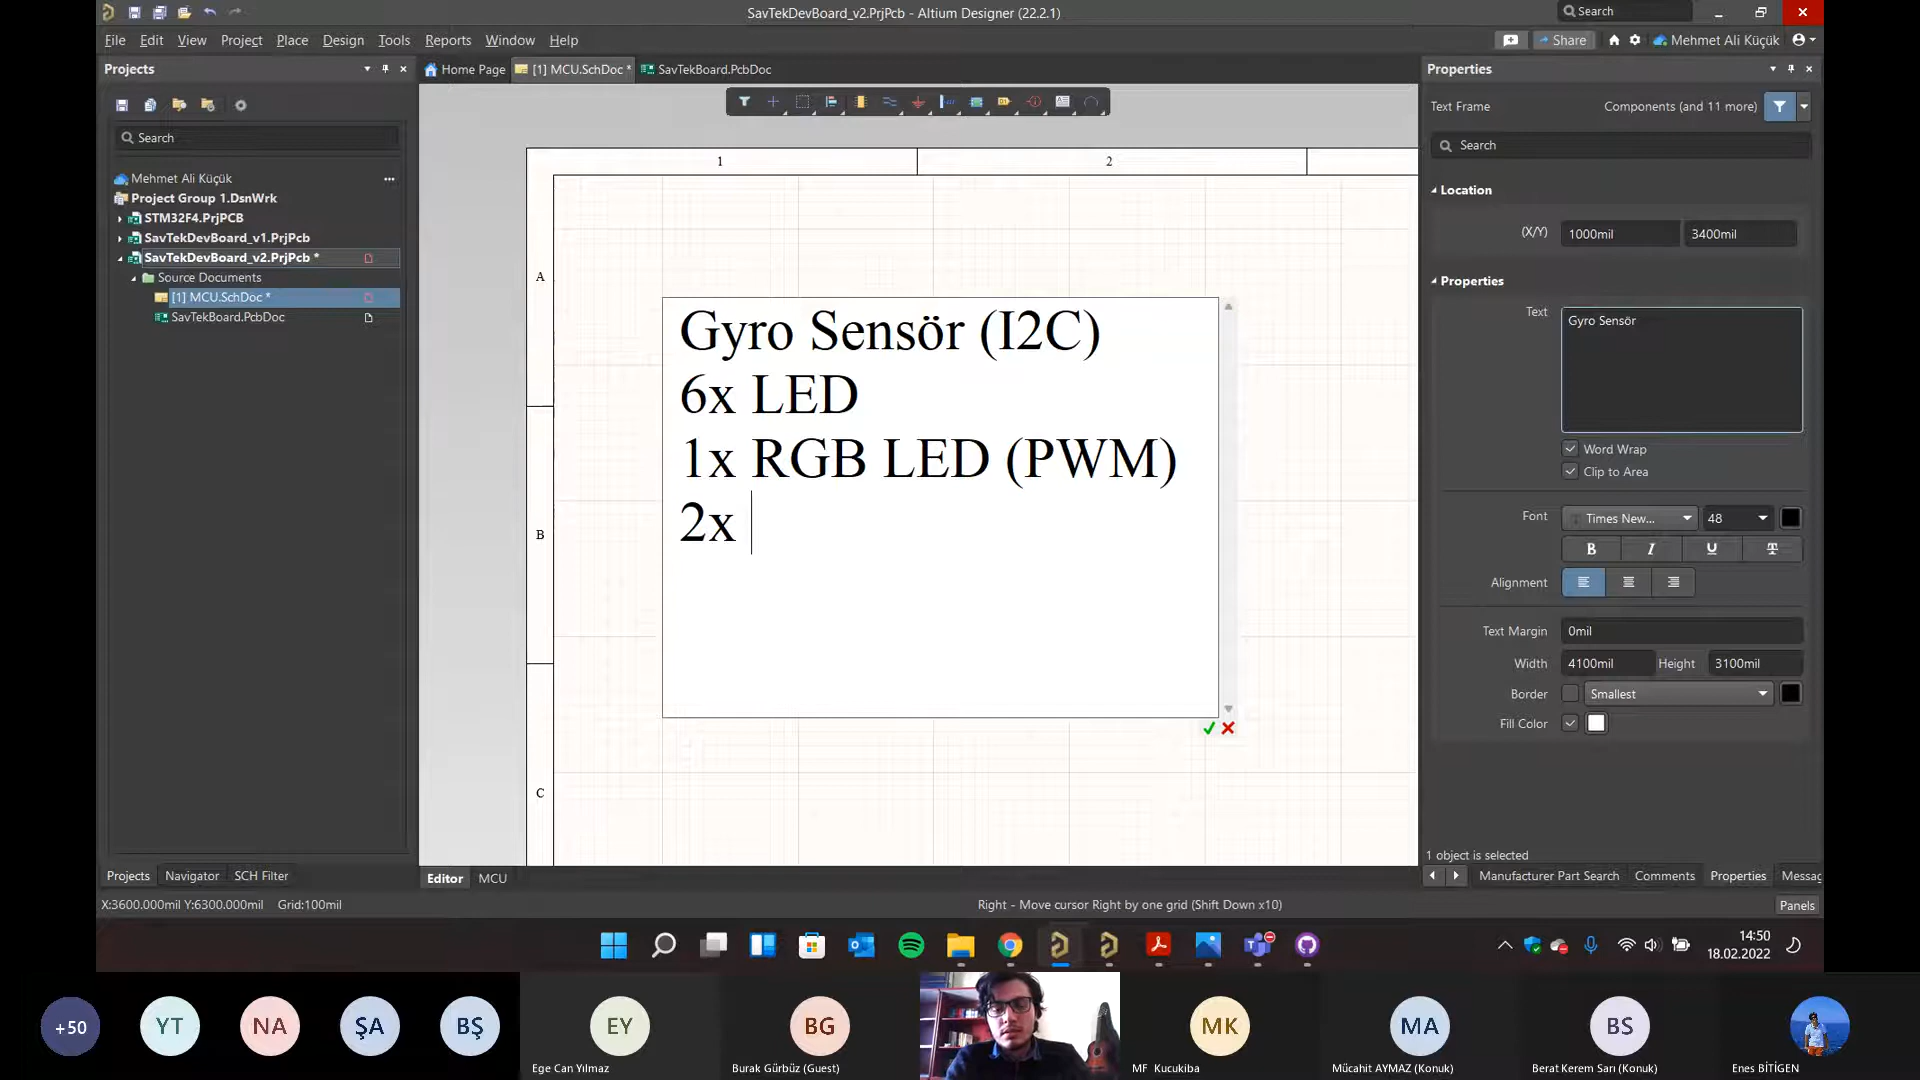 SavTekDevBoard_v2.PrjPcb - Altium Designer (22.2.1)
Search
File Edit View Project Place Design Tools Reports Window Help
Share
Mehmet Ali Küçük
Projects
Home Page
[1] MCU.SchDoc *
SavTekBoard.PcbDoc
Properties
Text Frame
Components (and 11 more)
Search
Search
Mehmet Ali Küçük
Project Group 1.DsnWrk
STM32F4.PrjPCB
SavTekDevBoard_v1.PrjPcb
SavTekDevBoard_v2.PrjPcb *
Source Documents
[1] MCU.SchDoc *
SavTekBoard.PcbDoc
1
2
A
B
C
Gyro Sensör (I2C)
6x LED
1x RGB LED (PWM)
2x
Location
(X/Y) 1000mil 3400mil
Properties
Text
Gyro Sensör
Word Wrap
Clip to Area
Font Times New... 48
B I U T
Alignment
Text Margin 0mil
Width 4100mil Height 3100mil
Border Smallest
Fill Color
1 object is selected
Projects Navigator SCH Filter
Editor MCU
Manufacturer Part Search Comments Properties Messag
X:3600.000mil Y:6300.000mil Grid:100mil
Right - Move cursor Right by one grid (Shift Down x10)
Panels
14:50
18.02.2022
+50
YT
NA
ŞA
BŞ
EY
BG
MK
MA
BS
Ege Can Yılmaz
Burak Gürbüz (Guest)
MF Kucukiba
Mücahit AYMAZ (Konuk)
Berat Kerem Sarı (Konuk)
Enes BİTİGEN